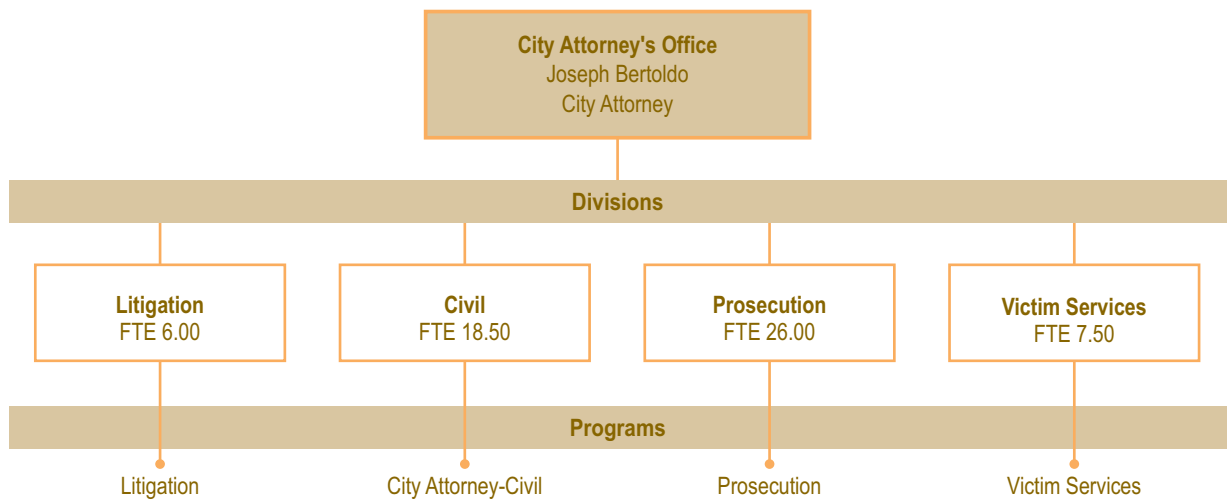 City Attorney's Office
Joseph Bertoldo
City Attorney
Divisions
Litigation
FTE 6.00
Civil
FTE 18.50
Prosecution
FTE 26.00
Victim Services
FTE 7.50
Programs
Litigation
City Attorney-Civil
Prosecution
Victim Services